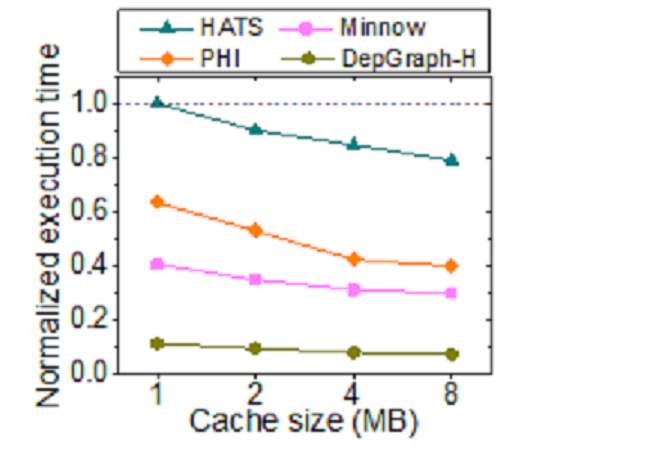 HATS Minnow
PHI DepGraph-H
Normalized execution time
1.0
0.8
0.6
0.4
0.2
0.0
1 2 4 8
Cache size (MB)